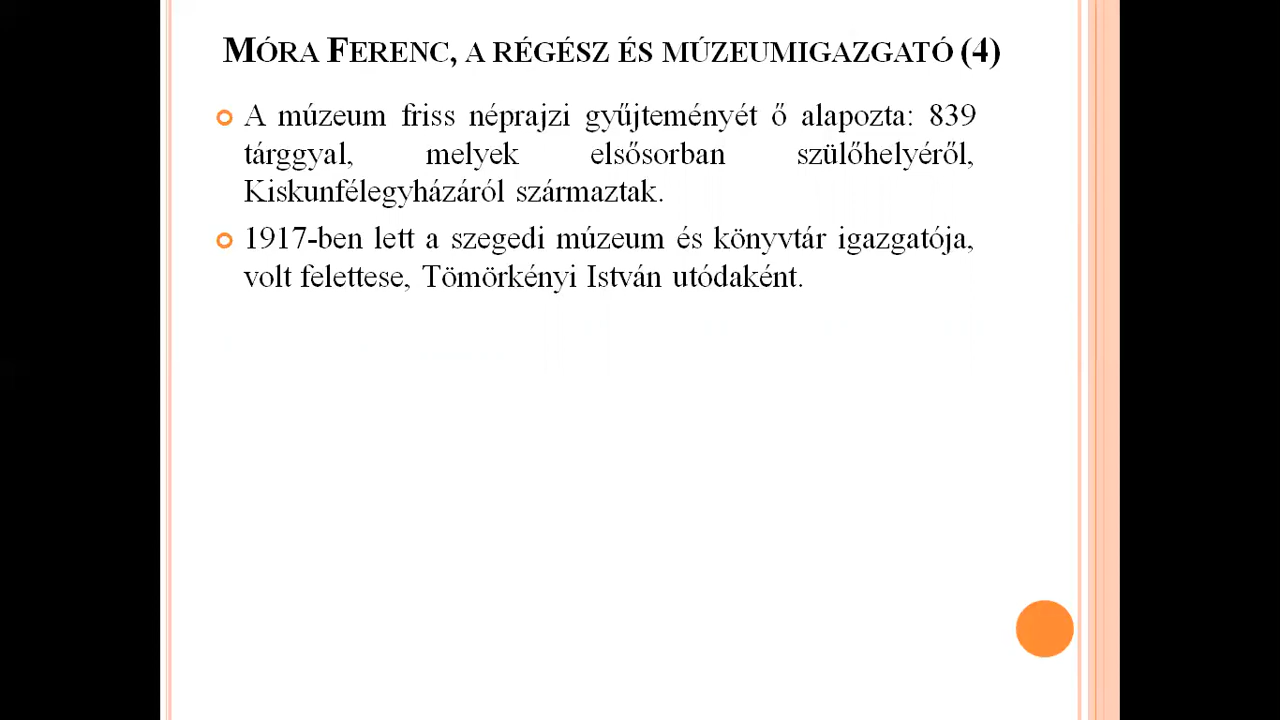 Móra Ferenc, a régész és múzeumigazgató (4)
A múzeum friss néprajzi gyűjteményét ő alapozta: 839
tárggyal, melyek elsősorban szülőhelyéről,
Kiskunfélegyházáról származtak.
1917-ben lett a szegedi múzeum és könyvtár igazgatója,
volt felettese, Tömörkényi István utódaként.